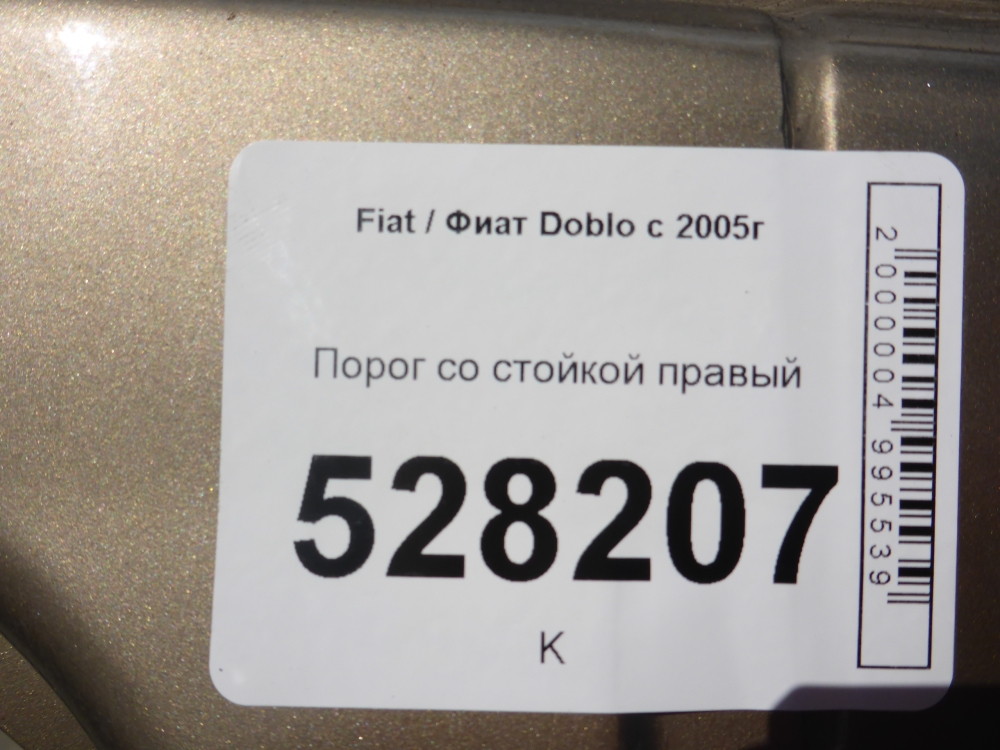 Fiat / Фиат Doblo с 2005г
Порог со стойкой правый
528207
К
2 000004 995539